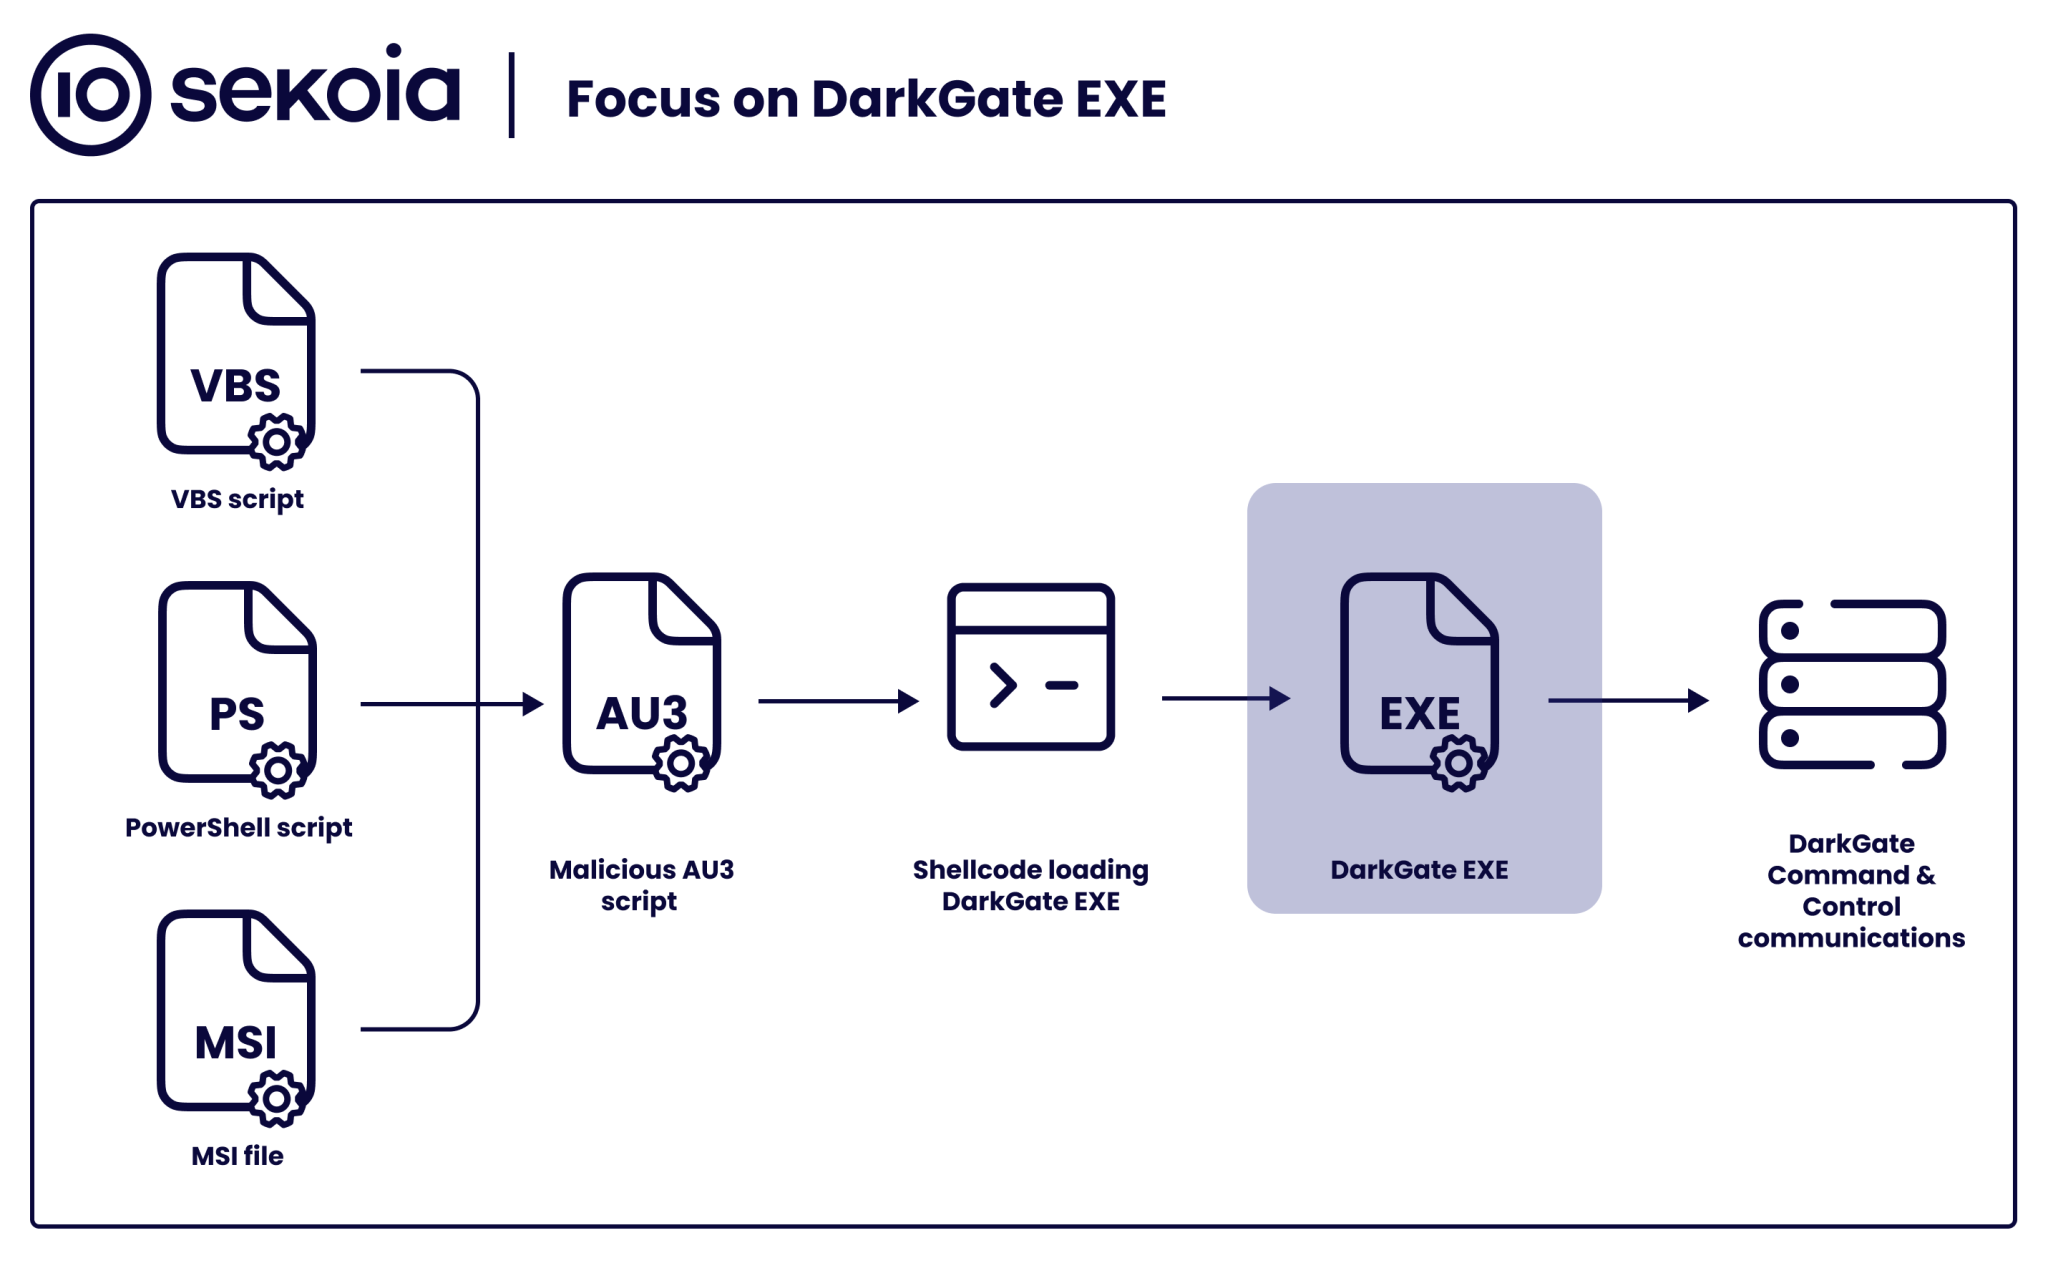 IO sekoia
Focus on DarkGate EXE
VBS
VBS script
PS
PowerShell script
MSI
MSI file
AU3
Malicious AU3
script
Shellcode loading
DarkGate EXE
EXE
DarkGate EXE
DarkGate
Command &
Control
communications